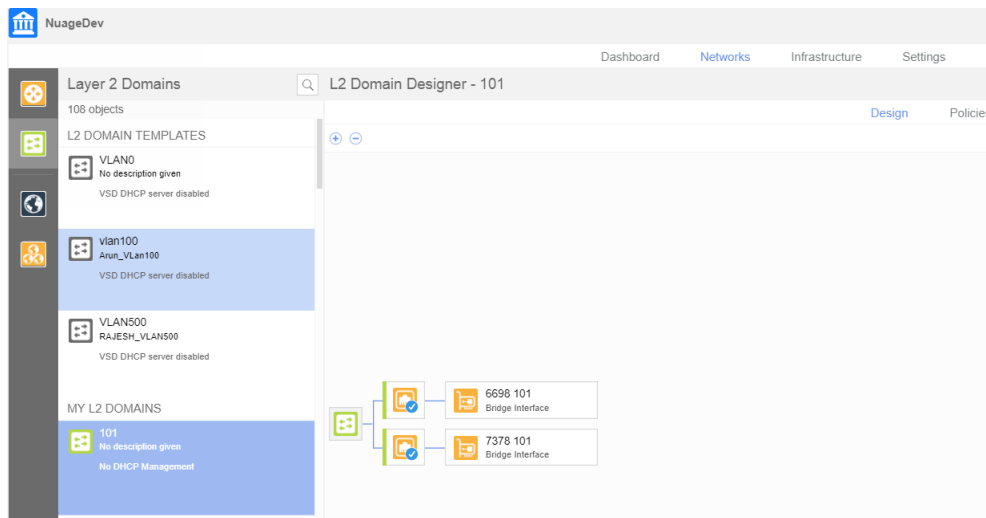 NuageDev
Dashboard Networks Infrastructure Settings
Layer 2 Domains
L2 Domain Designer - 101
108 objects
Design Policies
L2 DOMAIN TEMPLATES
VLAN0
No description given
VSD DHCP server disabled
vlan100
Arun_VLan100
VSD DHCP server disabled
VLAN500
RAJESH_VLAN500
VSD DHCP server disabled
MY L2 DOMAINS
101
No description given
No DHCP Management
6698 101
Bridge Interface
7378 101
Bridge Interface